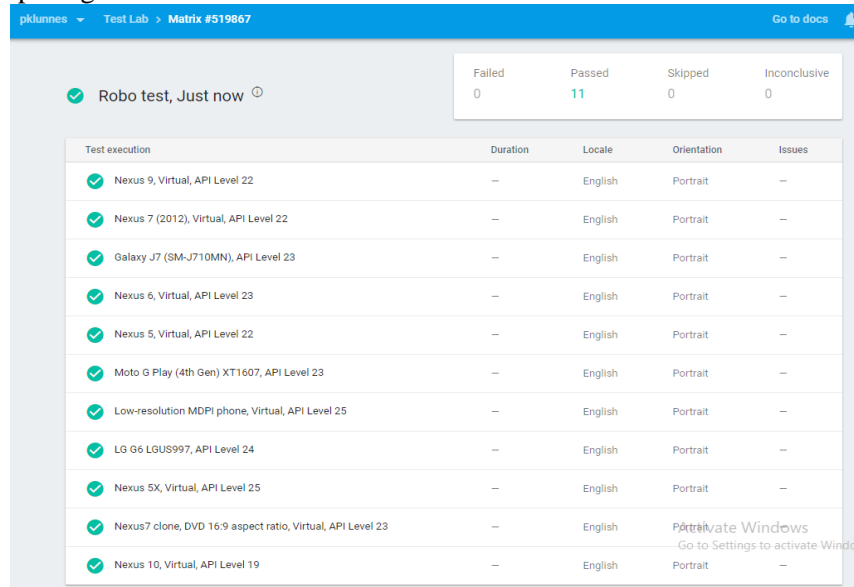 pklunnes Test Lab > Matrix #519867 Go to docs
Failed Passed Skipped Inconclusive
Robo test, Just now
0 11 0 0
Test execution Duration Locale Orientation Issues
Nexus 9, Virtual, API Level 22 — English Portrait —
Nexus 7 (2012), Virtual, API Level 22 — English Portrait —
Galaxy J7 (SM-J710MN), API Level 23 — English Portrait —
Nexus 6, Virtual, API Level 23 — English Portrait —
Nexus 5, Virtual, API Level 22 — English Portrait —
Moto G Play (4th Gen) XT1607, API Level 23 — English Portrait —
Low-resolution MDPI phone, Virtual, API Level 25 — English Portrait —
LG G6 LGUS997, API Level 24 — English Portrait —
Nexus 5X, Virtual, API Level 25 — English Portrait —
Nexus7 clone, DVD 16:9 aspect ratio, Virtual, API Level 23 — English Portrait —
Activate Windows
Go to Settings to activate Windo
Nexus 10, Virtual, API Level 19 — English Portrait —